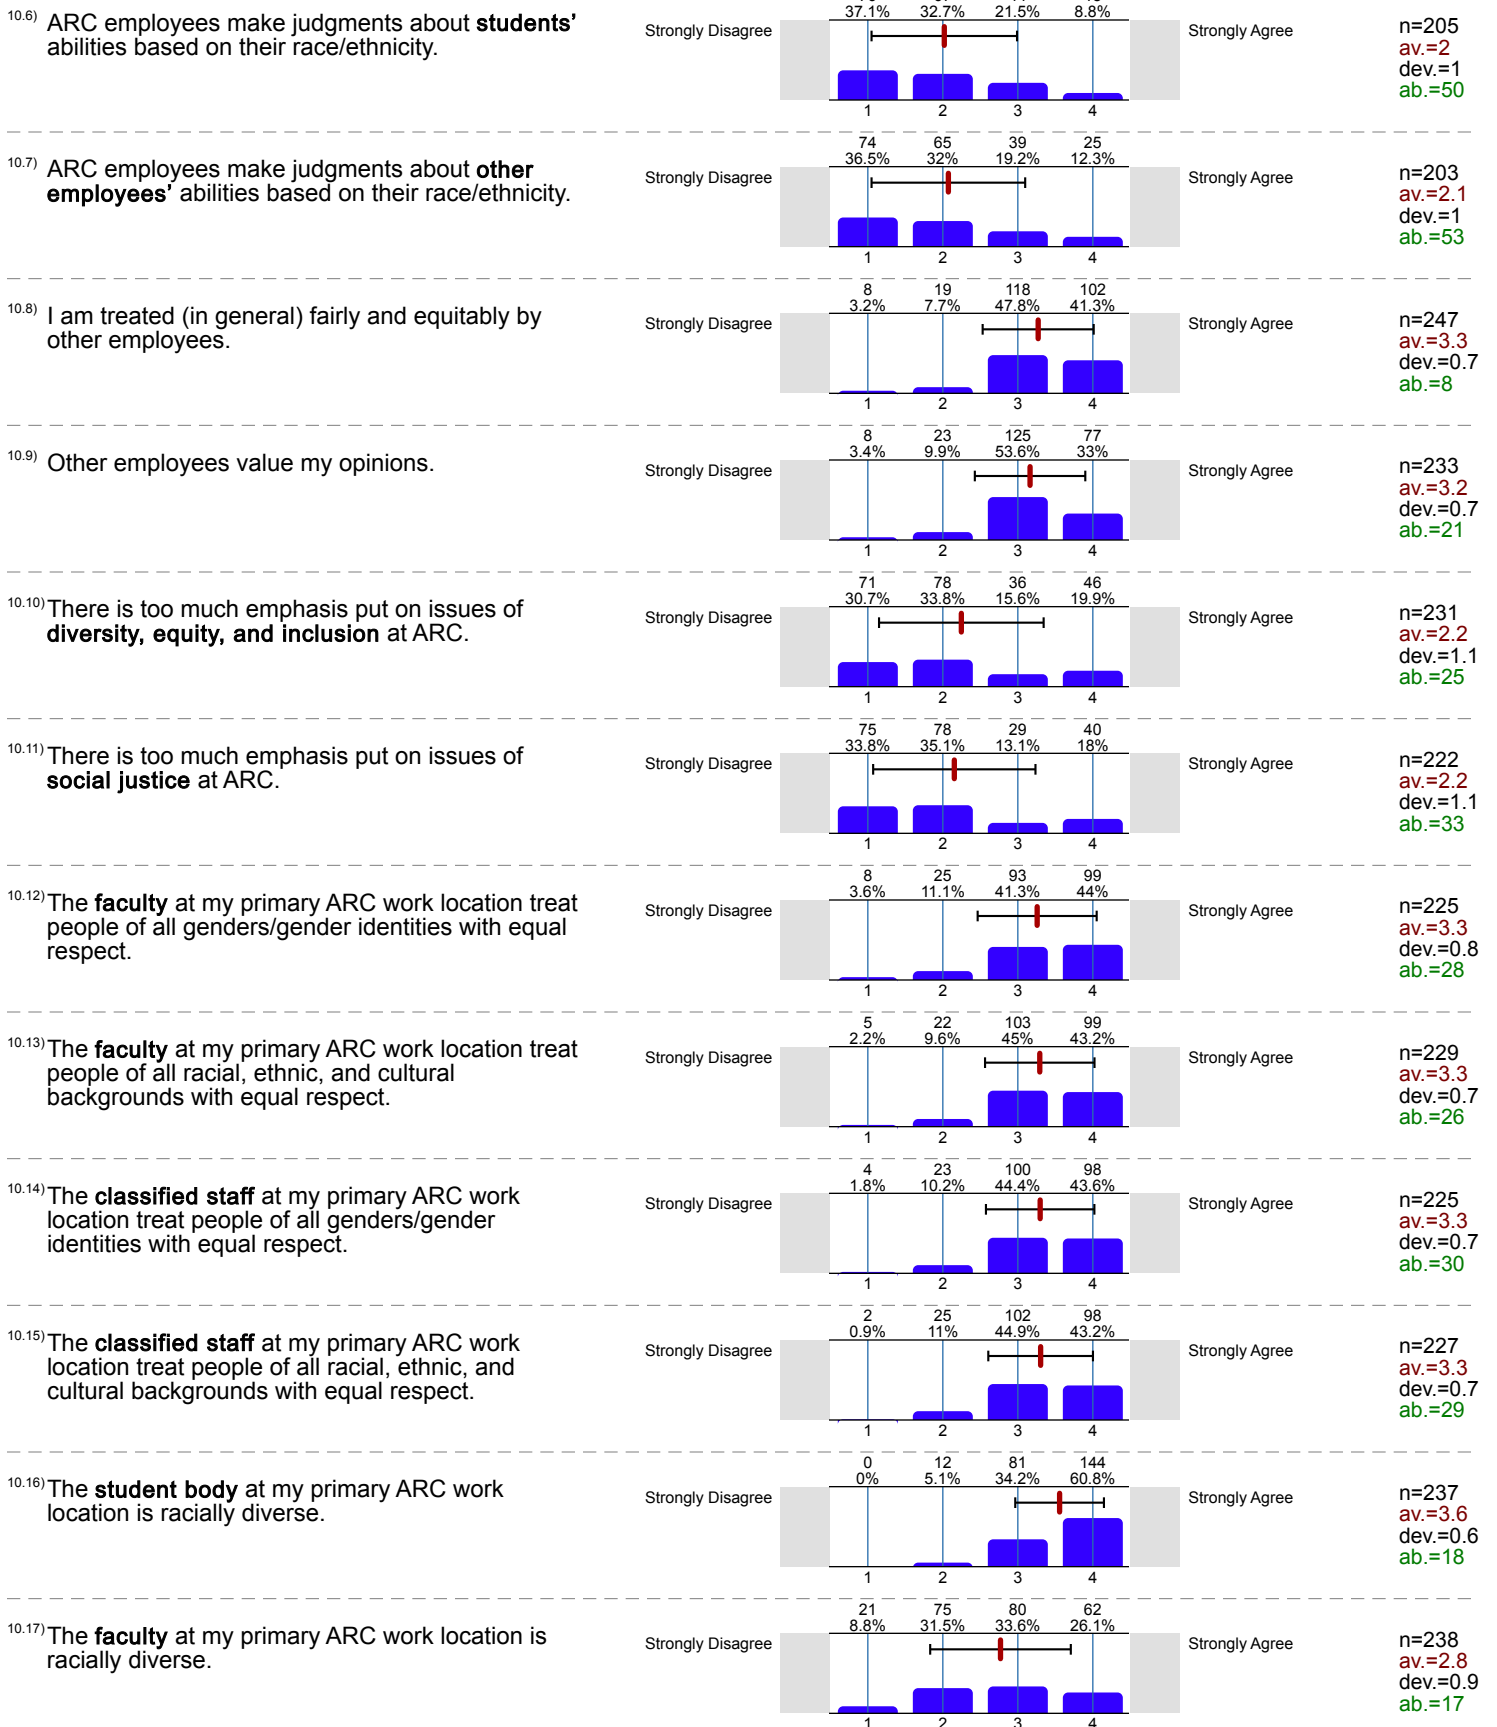 37.1% 32.7% 21.5% 8.8%
10.6) ARC employees make judgments about students’ Strongly Disagree Strongly Agree n=205
abilities based on their race/ethnicity. av.=2
dev.=1
ab.=50
1 2 3 4
74 65 39 25
36.5% 32% 19.2% 12.3%
10.7) ARC employees make judgments about other Strongly Disagree Strongly Agree n=203
employees’ abilities based on their race/ethnicity. av.=2.1
dev.=1
ab.=53
1 2 3 4
8 19 118 102
3.2% 7.7% 47.8% 41.3%
10.8) I am treated (in general) fairly and equitably by Strongly Disagree Strongly Agree n=247
other employees. av.=3.3
dev.=0.7
ab.=8
1 2 3 4
8 23 125 77
3.4% 9.9% 53.6% 33%
10.9) Other employees value my opinions. Strongly Disagree Strongly Agree n=233
av.=3.2
dev.=0.7
ab.=21
1 2 3 4
71 78 36 46
30.7% 33.8% 15.6% 19.9%
10.10) There is too much emphasis put on issues of Strongly Disagree Strongly Agree n=231
diversity, equity, and inclusion at ARC. av.=2.2
dev.=1.1
ab.=25
1 2 3 4
75 78 29 40
33.8% 35.1% 13.1% 18%
10.11) There is too much emphasis put on issues of Strongly Disagree Strongly Agree n=222
social justice at ARC. av.=2.2
dev.=1.1
ab.=33
1 2 3 4
8 25 93 99
3.6% 11.1% 41.3% 44%
10.12) The faculty at my primary ARC work location treat Strongly Disagree Strongly Agree n=225
people of all genders/gender identities with equal av.=3.3
respect. dev.=0.8
ab.=28
1 2 3 4
5 22 103 99
2.2% 9.6% 45% 43.2%
10.13) The faculty at my primary ARC work location treat Strongly Disagree Strongly Agree n=229
people of all racial, ethnic, and cultural av.=3.3
backgrounds with equal respect. dev.=0.7
ab.=26
1 2 3 4
4 23 100 98
1.8% 10.2% 44.4% 43.6%
10.14) The classified staff at my primary ARC work Strongly Disagree Strongly Agree n=225
location treat people of all genders/gender av.=3.3
identities with equal respect. dev.=0.7
ab.=30
1 2 3 4
2 25 102 98
0.9% 11% 44.9% 43.2%
10.15) The classified staff at my primary ARC work Strongly Disagree Strongly Agree n=227
location treat people of all racial, ethnic, and av.=3.3
cultural backgrounds with equal respect. dev.=0.7
ab.=29
1 2 3 4
0 12 81 144
0% 5.1% 34.2% 60.8%
10.16) The student body at my primary ARC work Strongly Disagree Strongly Agree n=237
location is racially diverse. av.=3.6
dev.=0.6
ab.=18
1 2 3 4
21 75 80 62
8.8% 31.5% 33.6% 26.1%
10.17) The faculty at my primary ARC work location is Strongly Disagree Strongly Agree n=238
racially diverse. av.=2.8
dev.=0.9
ab.=17
1 2 3 4